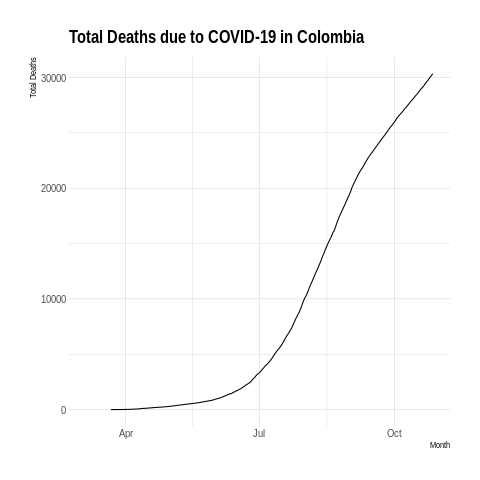 Total Deaths due to COVID-19 in Colombia
Total Deaths
30000
20000
10000
0
Apr
Jul
Oct
Month